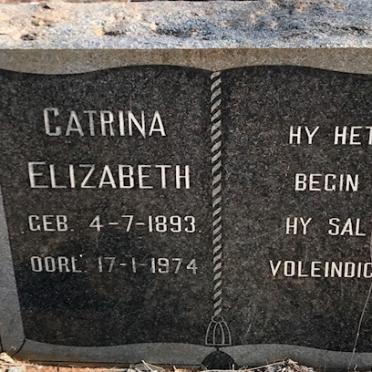 CATRINA
ELIZABETH
GEB. 4-7-1893.
OORL. 17-1-1974
HY HET
BEGIN
HY SAL
VOLEINDIG